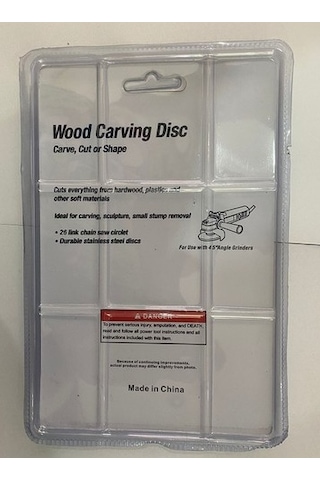 Wood Carving Disc
Carve, Cut or Shape
Cuts everything from hardwood, plastics and
other soft materials
Ideal for carving, sculpture, small stump removal
• 26 link chain saw circlet
• Durable stainless steel discs
For Use with 4.5"Angle Grinders
⚠ DANGER
To prevent serious injury, amputation, and DEATH,
read and follow all power tool instructions and all
instructions included with this item.
Because of continuing improvements,
actual product may differ slightly from photo.
Made in China